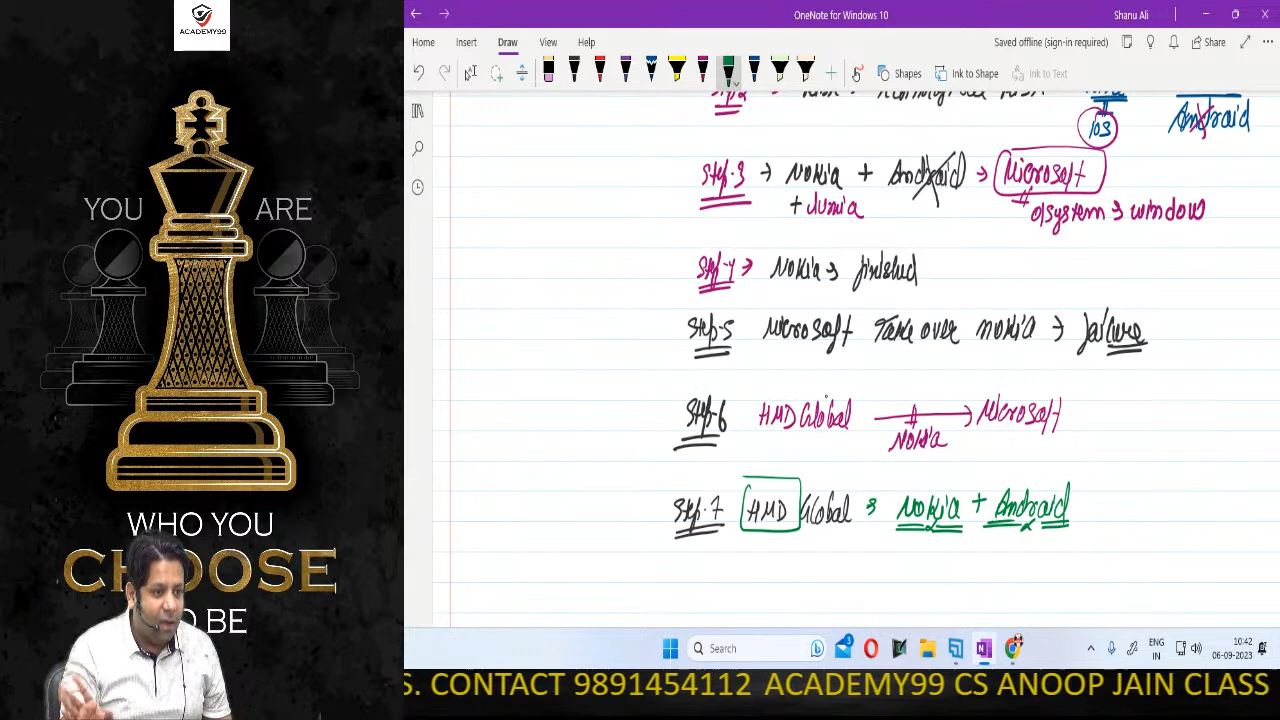 ACADEMY99
YOU ARE
WHO YOU
CHOOSE
TO BE
OneNote for Windows 10
Shanu Ali
Home Insert Draw View Help
Saved offline (sign-in required)
Share
Shapes
Ink to Shape
Ink to Text
ios
Android
Step-3 → Nokia + Android → Microsoft
+ Lumia
o/system → window
Step-4 → Nokia → finished
Step-5 Microsoft Take over Nokia → failure
Step-6 HMD Global → Microsoft
Nokia
Step-7 HMD Global → Nokia + Android
Search
3
ENG
IN
10:42
06-09-2023
S. CONTACT 9891454112 ACADEMY99 CS ANOOP JAIN CLASS